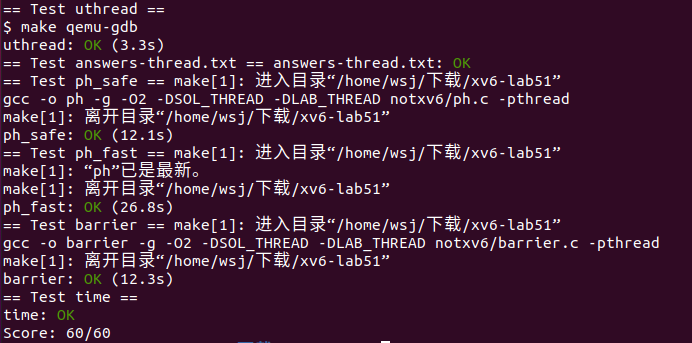 == Test uthread ==
$ make qemu-gdb
uthread: OK (3.3s)
== Test answers-thread.txt == answers-thread.txt: OK
== Test ph_safe == make[1]: 进入目录“/home/wsj/下载/xv6-lab51”
gcc -o ph -g -O2 -DSOL_THREAD -DLAB_THREAD notxv6/ph.c -pthread
make[1]: 离开目录“/home/wsj/下载/xv6-lab51”
ph_safe: OK (12.1s)
== Test ph_fast == make[1]: 进入目录“/home/wsj/下载/xv6-lab51”
make[1]: “ph”已是最新。
make[1]: 离开目录“/home/wsj/下载/xv6-lab51”
ph_fast: OK (26.8s)
== Test barrier == make[1]: 进入目录“/home/wsj/下载/xv6-lab51”
gcc -o barrier -g -O2 -DSOL_THREAD -DLAB_THREAD notxv6/barrier.c -pthread
make[1]: 离开目录“/home/wsj/下载/xv6-lab51”
barrier: OK (12.3s)
== Test time ==
time: OK
Score: 60/60